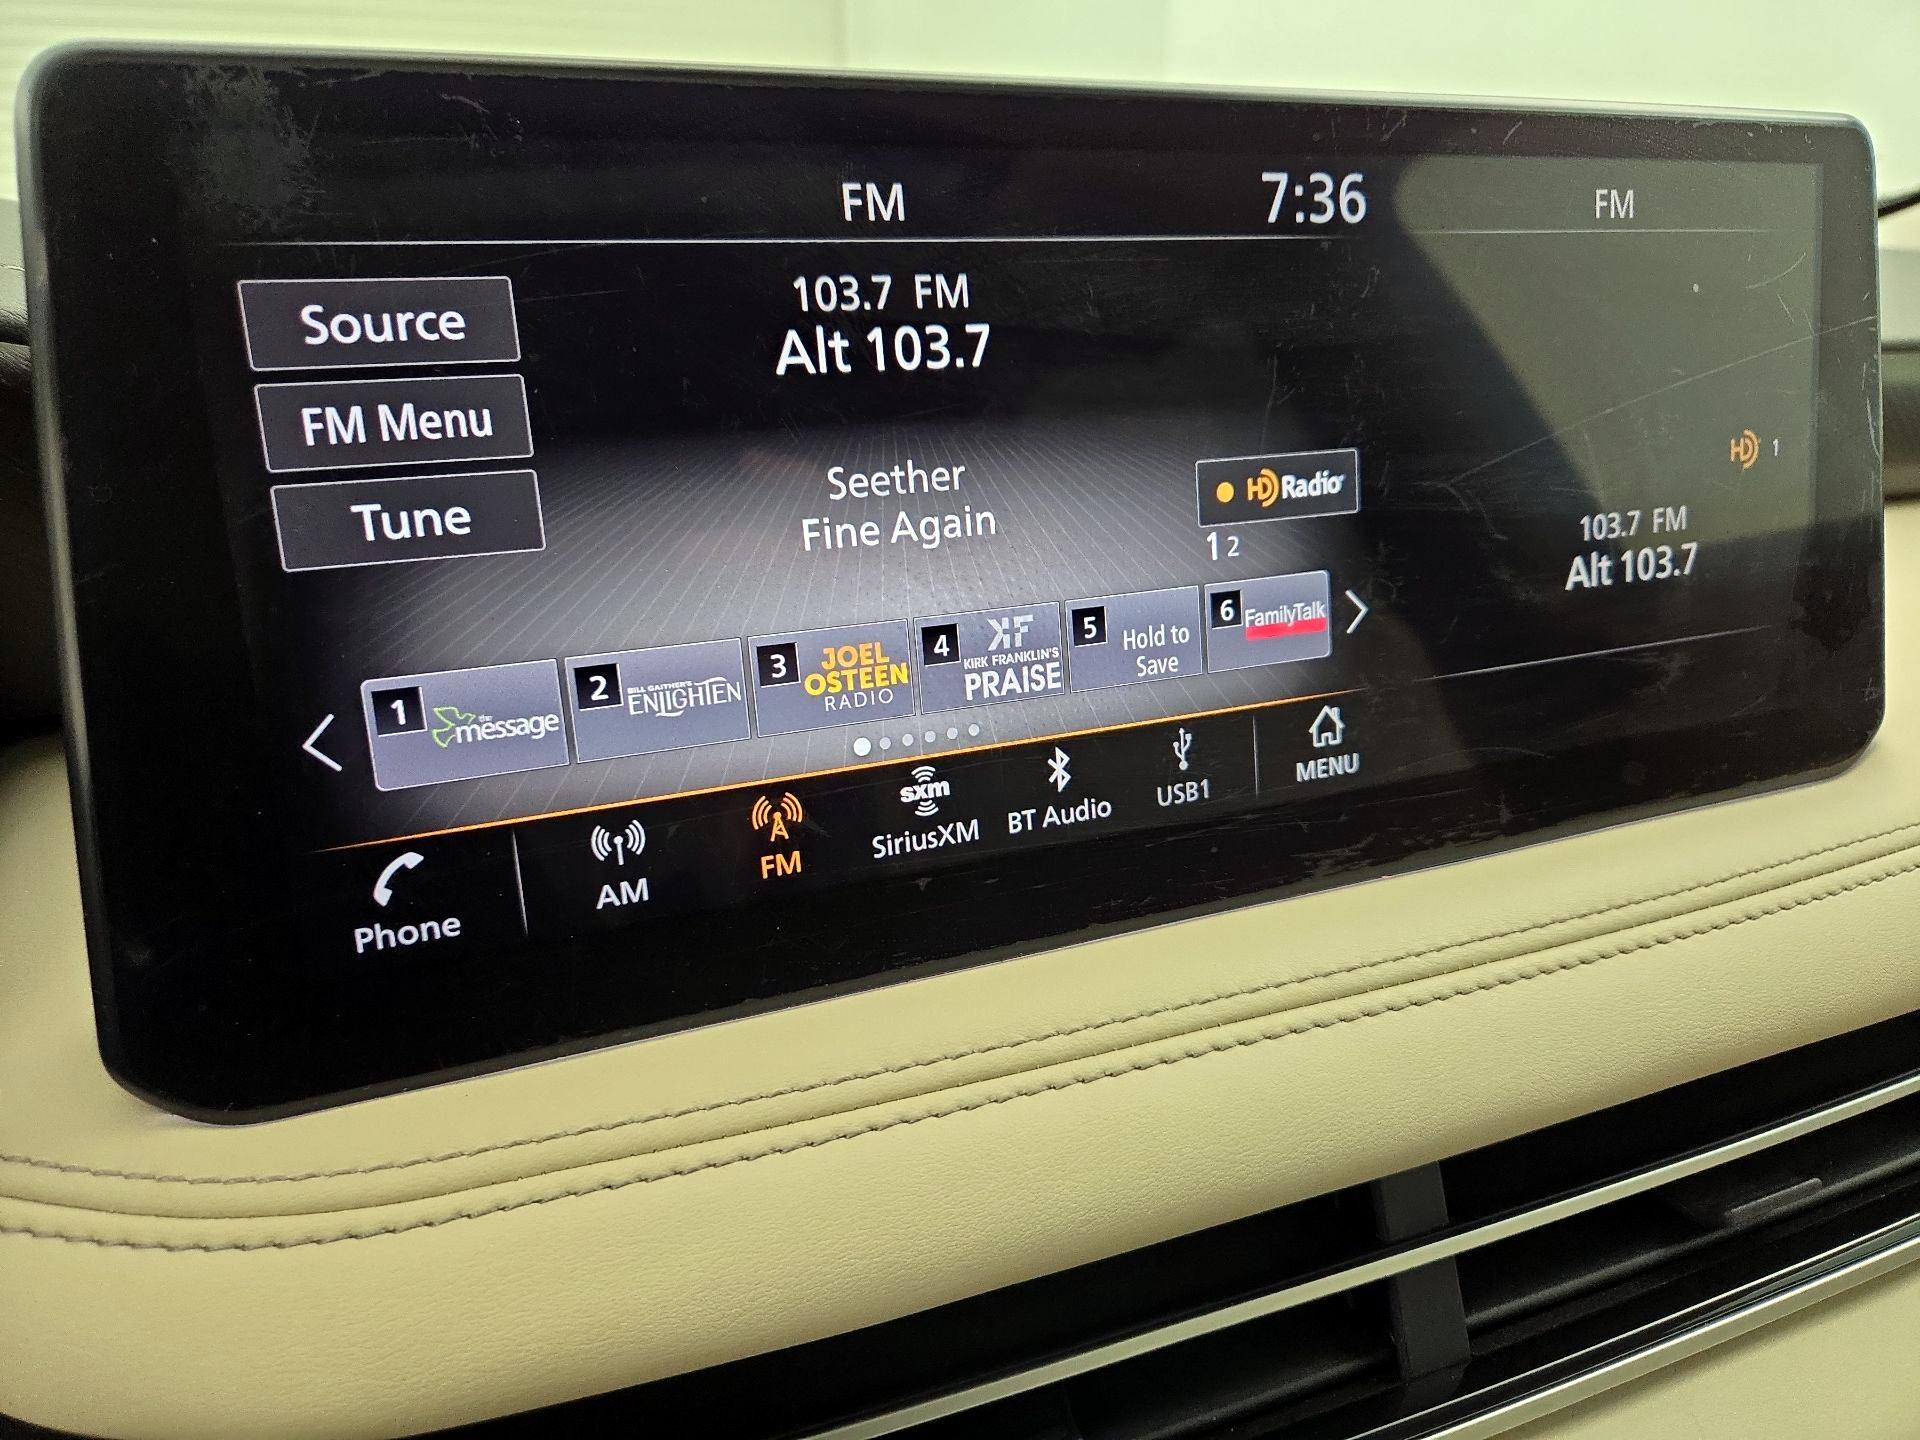 FM
7:36
FM
Source
FM Menu
Tune
103.7 FM
Alt 103.7
Seether
Fine Again
HD Radio
1 2
HD 1
103.7 FM
Alt 103.7
1 the message
2 BILL GAITHER'S ENLIGHTEN
3 JOEL OSTEEN RADIO
4 KF KIRK FRANKLIN'S PRAISE
5 Hold to Save
6 FamilyTalk
Phone
AM
FM
sxm
SiriusXM
BT Audio
USB1
MENU